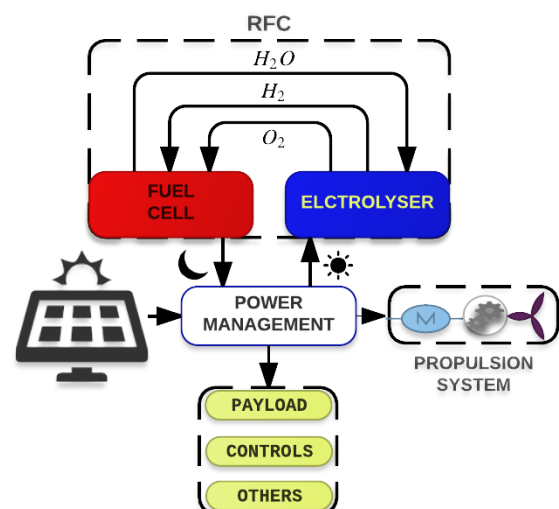 RFC
H₂O
H₂
O₂
FUEL
CELL
ELCTROLYSER
POWER
MANAGEMENT
M
PROPULSION
SYSTEM
PAYLOAD
CONTROLS
OTHERS